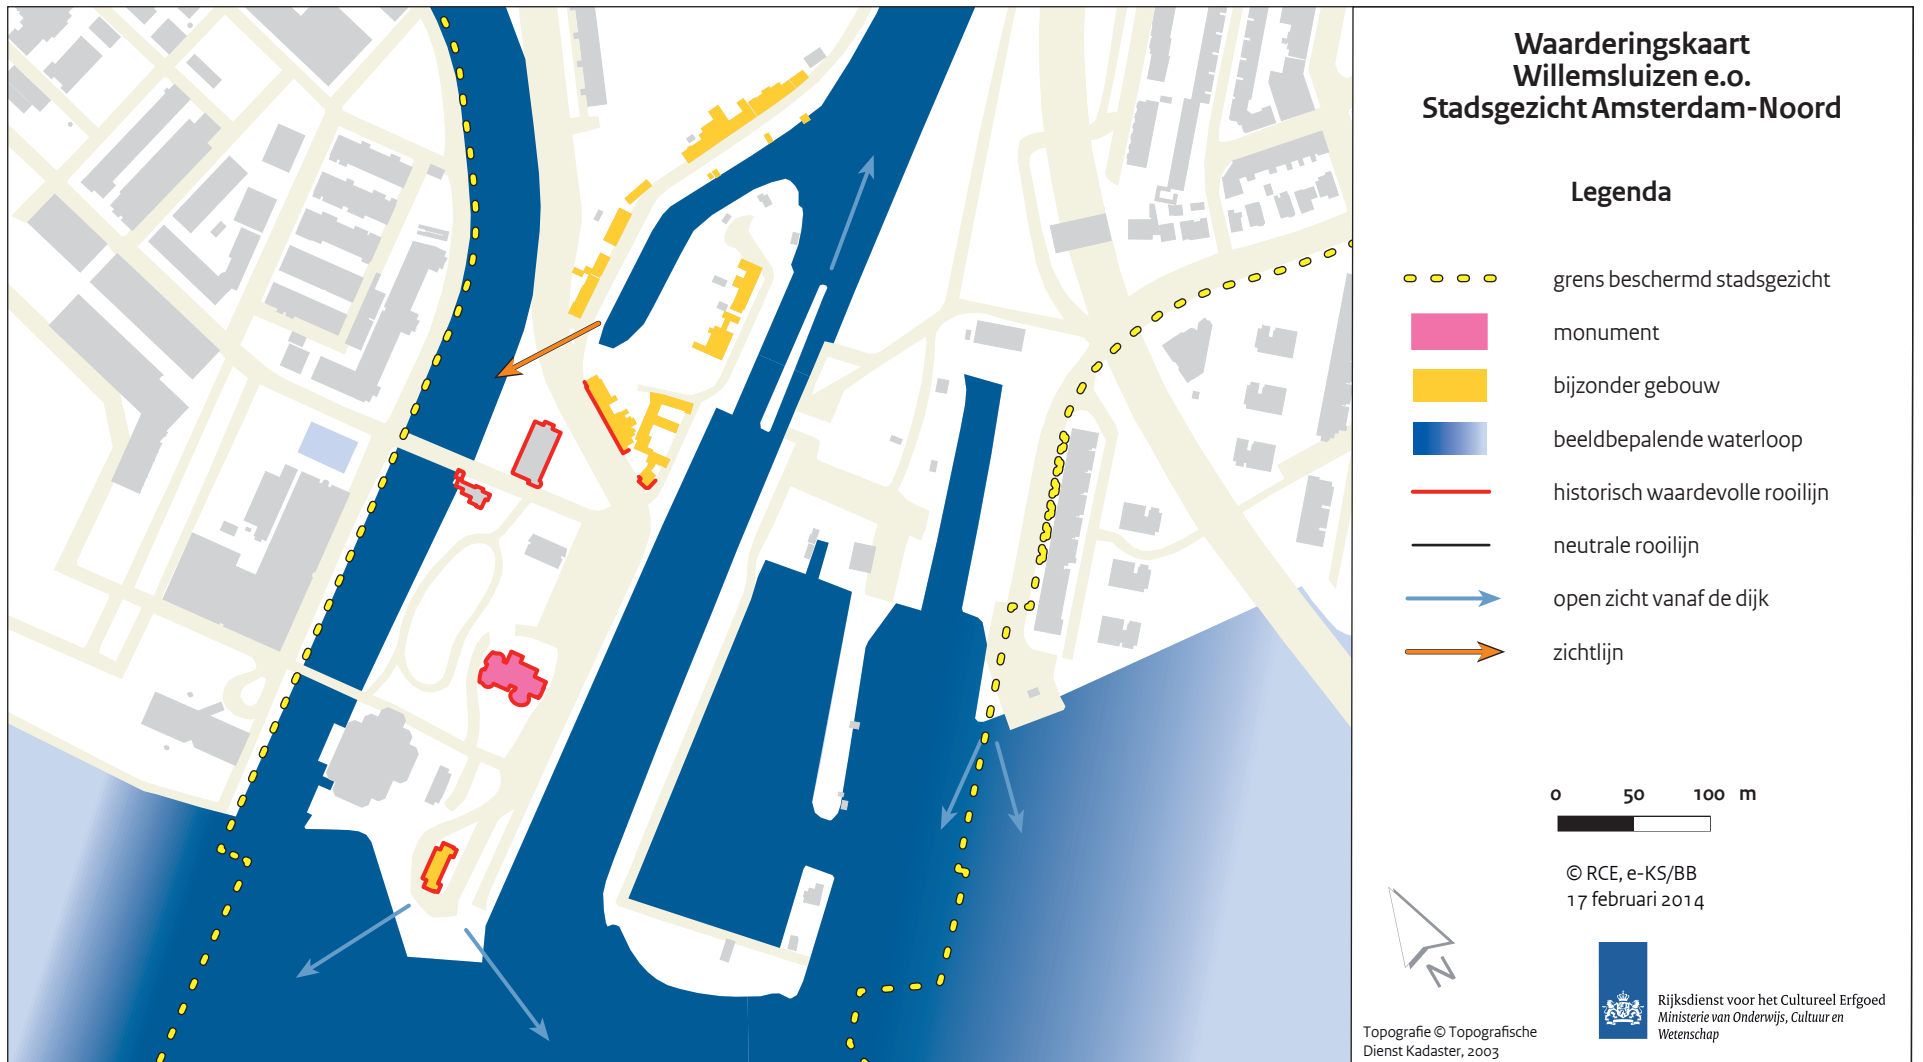 Waarderingskaart
Willemsluizen e.o.
Stadsgezicht Amsterdam-Noord
Legenda
grens beschermd stadsgezicht
monument
bijzonder gebouw
beeldbepalende waterloop
historisch waardevolle rooilijn
neutrale rooilijn
open zicht vanaf de dijk
zichtlijn
0 50 100 m
© RCE, e-KS/BB
17 februari 2014
N
Rijksdienst voor het Cultureel Erfgoed
Ministerie van Onderwijs, Cultuur en
Wetenschap
Topografie © Topografische
Dienst Kadaster, 2003